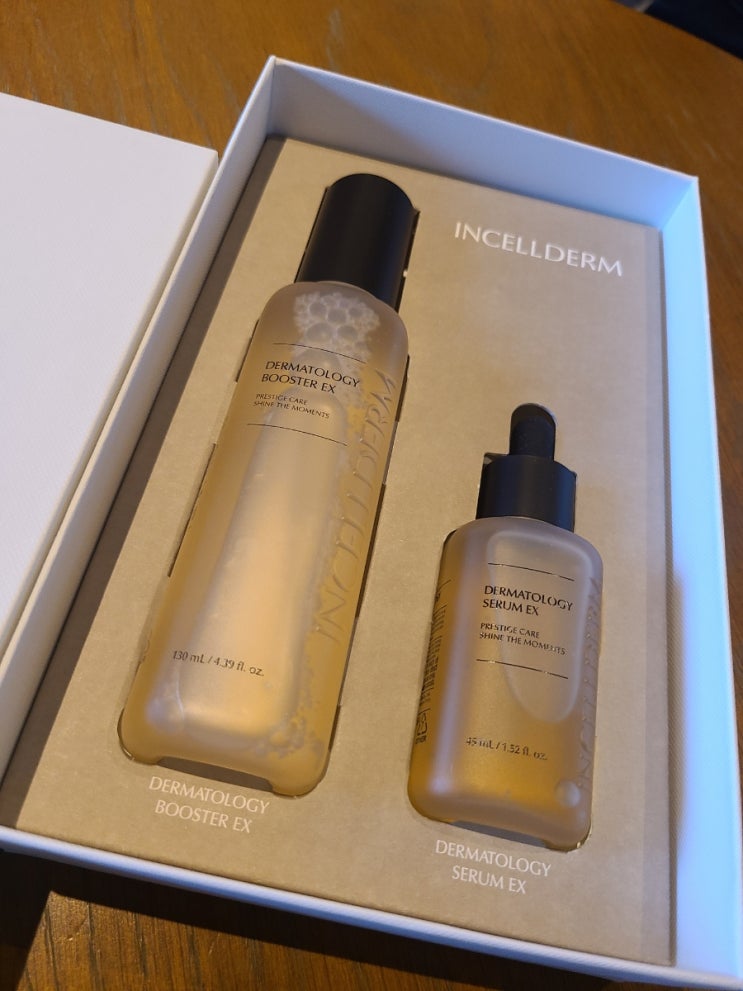 INCELLDERM
DERMATOLOGY
BOOSTER EX
PRESTIGE CARE
SHINE THE MOMENTS
INCELLDERM
130 mL / 4.39 fl. oz.
DERMATOLOGY
BOOSTER EX
DERMATOLOGY
SERUM EX
PRESTIGE CARE
SHINE THE MOMENTS
INCELLDERM
45 mL / 1.52 fl. oz.
DERMATOLOGY
SERUM EX